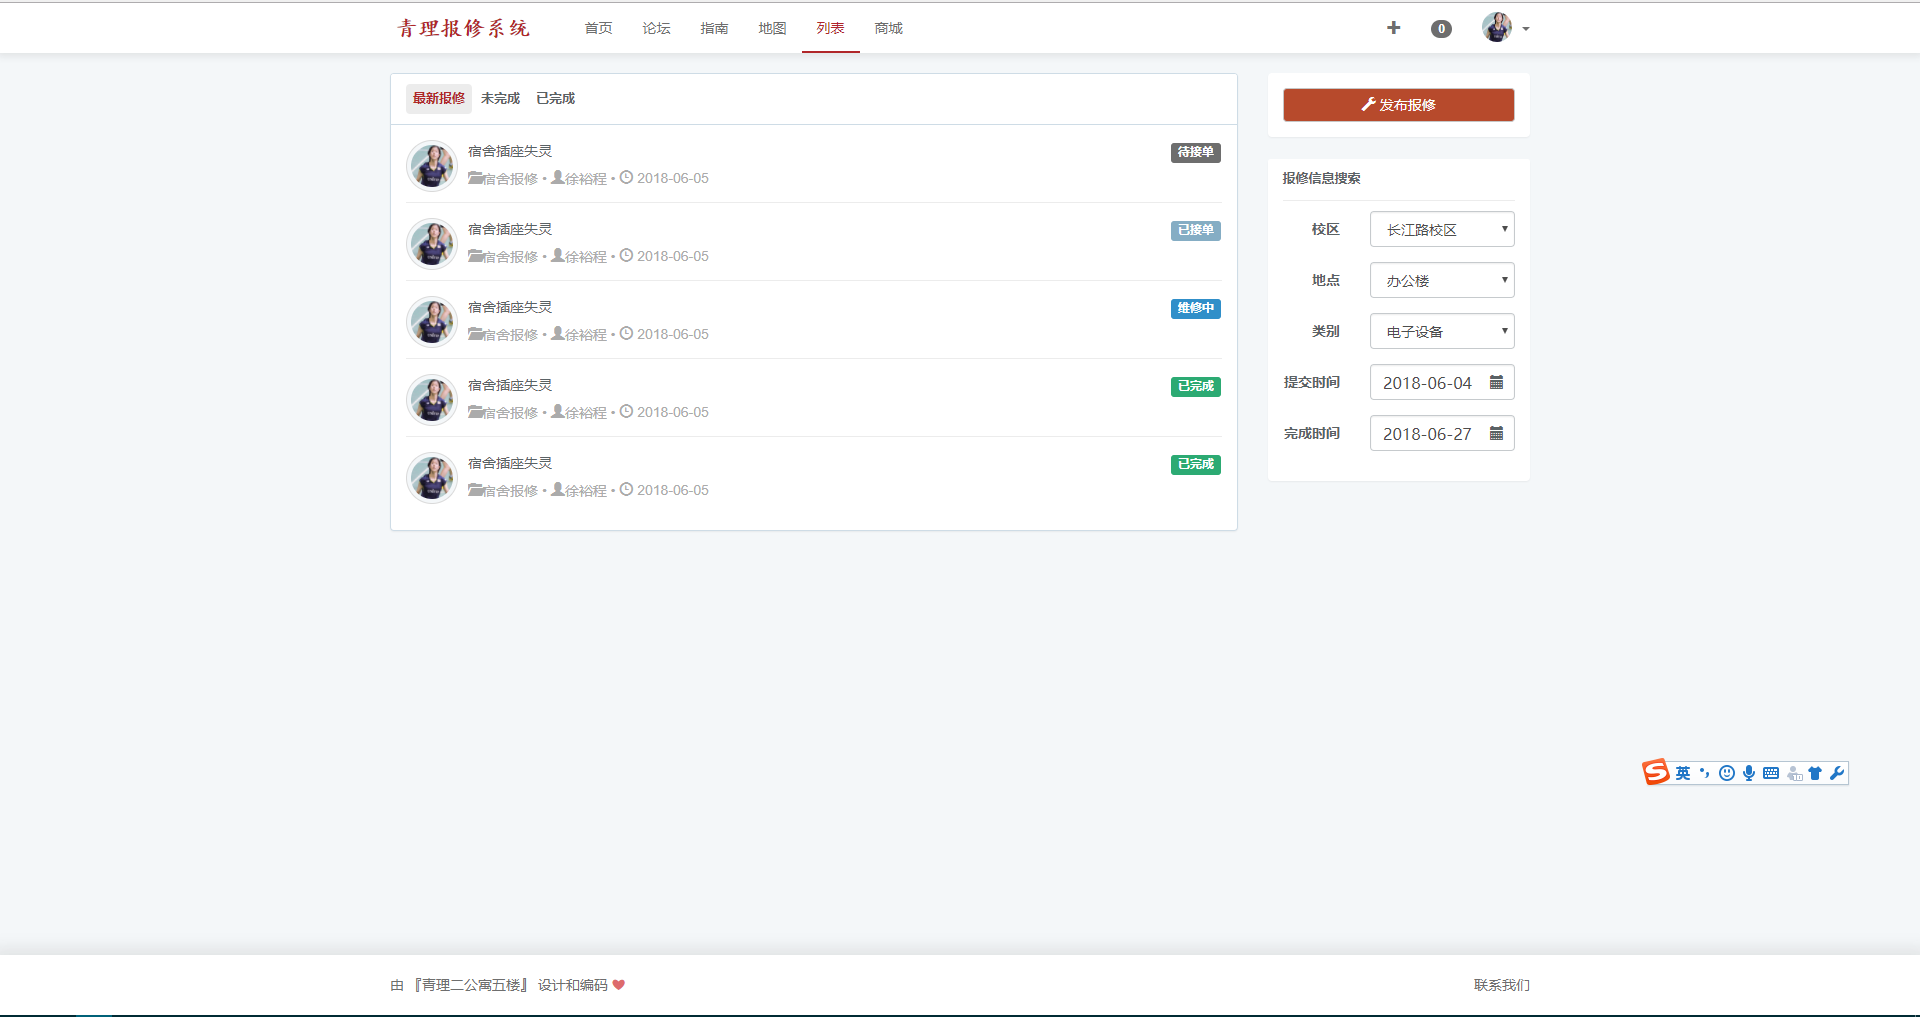 青理报修系统 首页 论坛 指南 地图 列表 商城 0
最新报修 未完成 已完成
宿舍插座失灵 待接单
宿舍报修 • 徐裕程 • 2018-06-05
宿舍插座失灵 已接单
宿舍报修 • 徐裕程 • 2018-06-05
宿舍插座失灵 维修中
宿舍报修 • 徐裕程 • 2018-06-05
宿舍插座失灵 已完成
宿舍报修 • 徐裕程 • 2018-06-05
宿舍插座失灵 已完成
宿舍报修 • 徐裕程 • 2018-06-05
发布报修
报修信息搜索
校区 长江路校区
地点 办公楼
类别 电子设备
提交时间 2018-06-04
完成时间 2018-06-27
S 英
由 『青理二公寓五楼』 设计和编码
联系我们